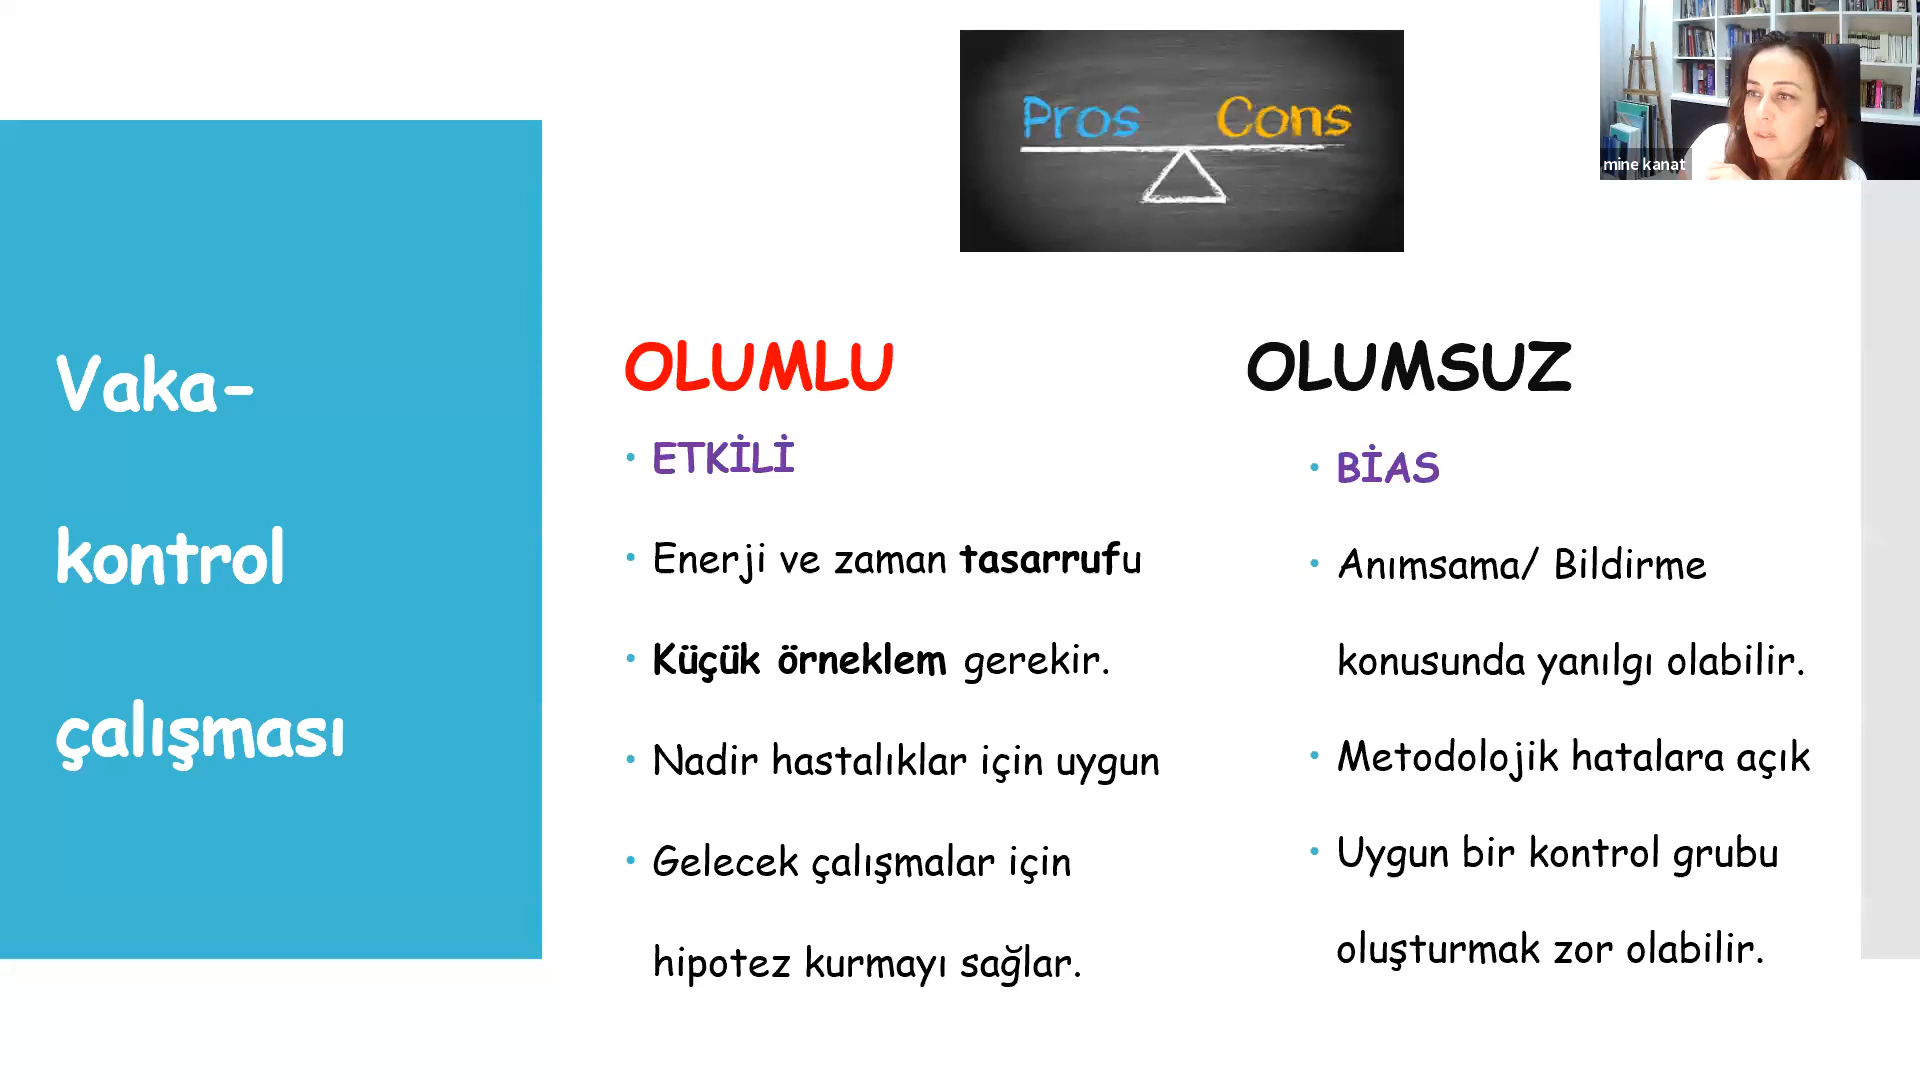 Pros Cons
mine kanat
Vaka-
kontrol
çalışması
OLUMLU
• ETKİLİ
• Enerji ve zaman tasarrufu
• Küçük örneklem gerekir.
• Nadir hastalıklar için uygun
• Gelecek çalışmalar için
hipotez kurmayı sağlar.
OLUMSUZ
• BİAS
• Anımsama/ Bildirme
konusunda yanılgı olabilir.
• Metodolojik hatalara açık
• Uygun bir kontrol grubu
oluşturmak zor olabilir.